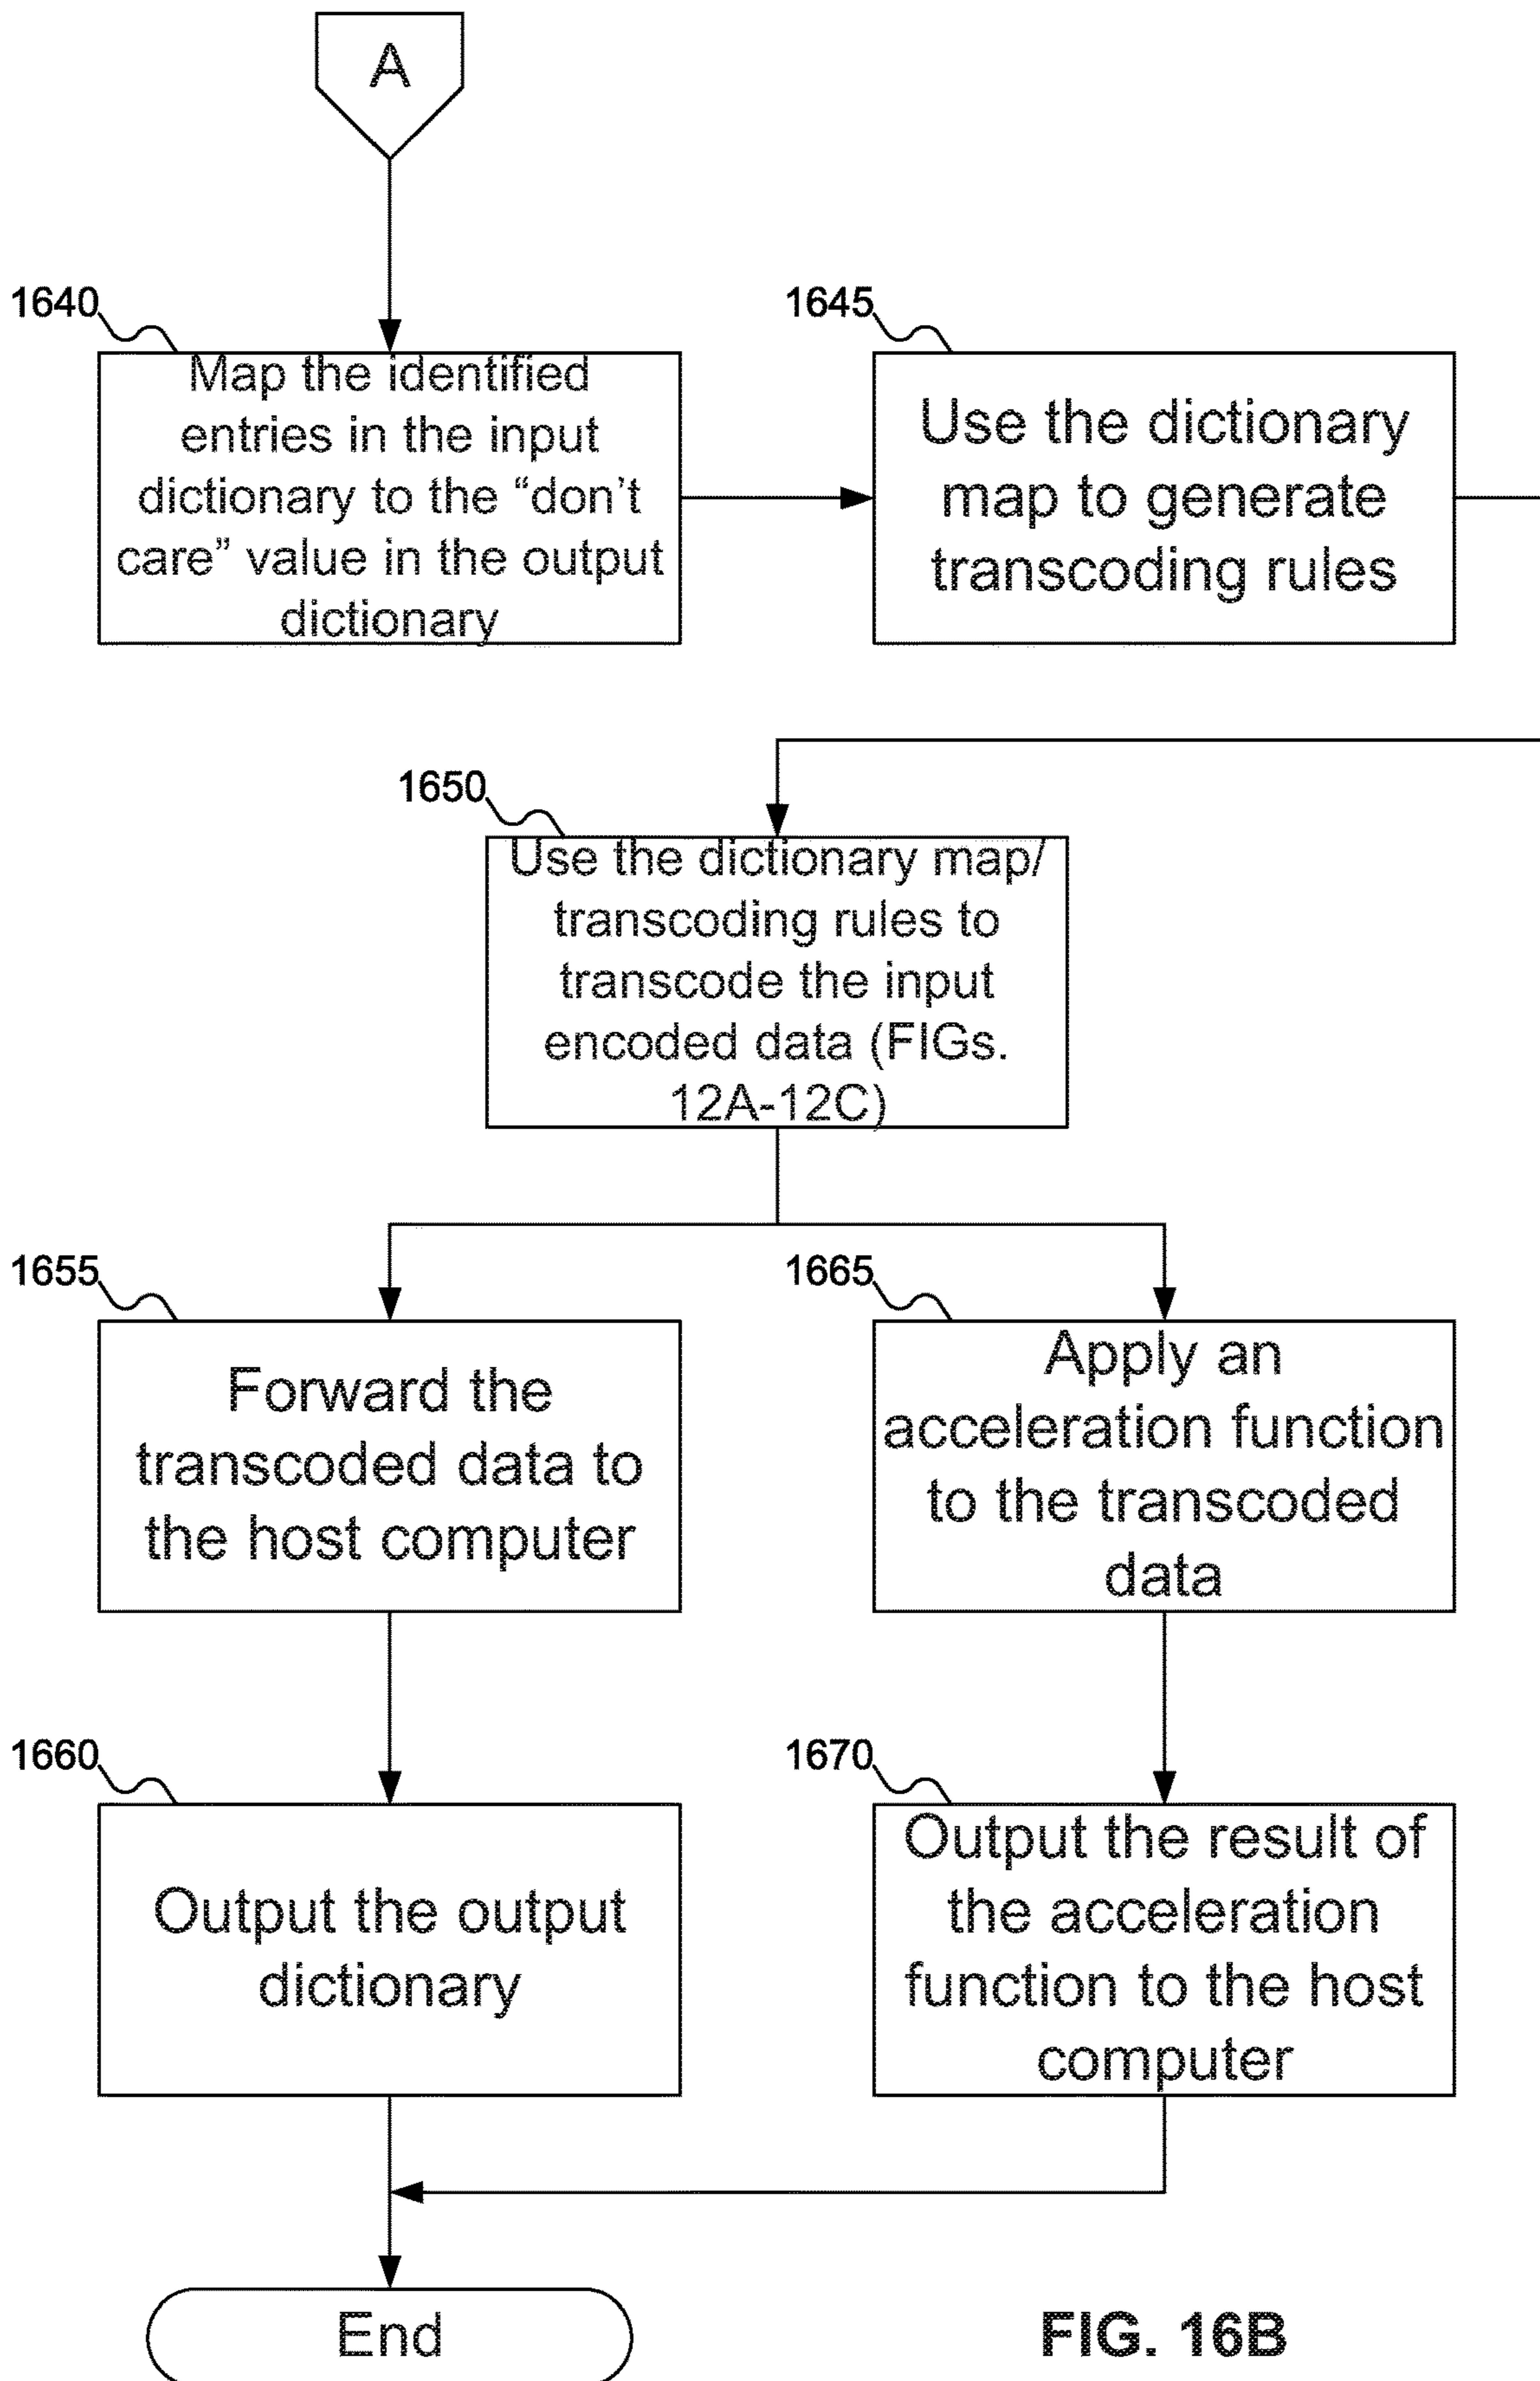 A
1640
Map the identified
entries in the input
dictionary to the “don’t
care” value in the output
dictionary
1645
Use the dictionary
map to generate
transcoding rules
1650
Use the dictionary map/
transcoding rules to
transcode the input
encoded data (FIGs.
12A-12C)
1655
Forward the
transcoded data to
the host computer
1665
Apply an
acceleration function
to the transcoded
data
1660
Output the output
dictionary
1670
Output the result of
the acceleration
function to the host
computer
End
FIG. 16B